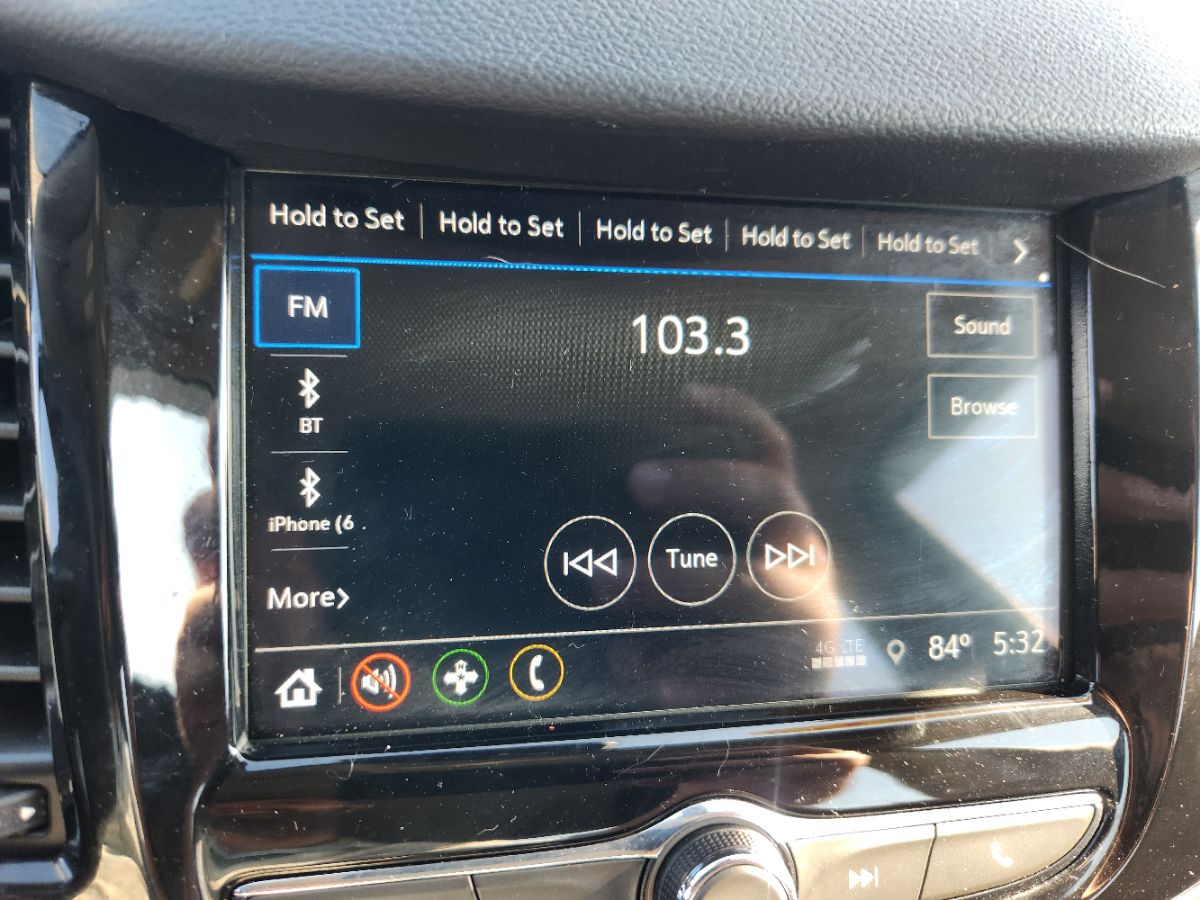 Hold to Set Hold to Set Hold to Set Hold to Set Hold to Set
FM
103.3
Sound
BT
Browse
iPhone (6
Tune
More
4G LTE
84° 5:32